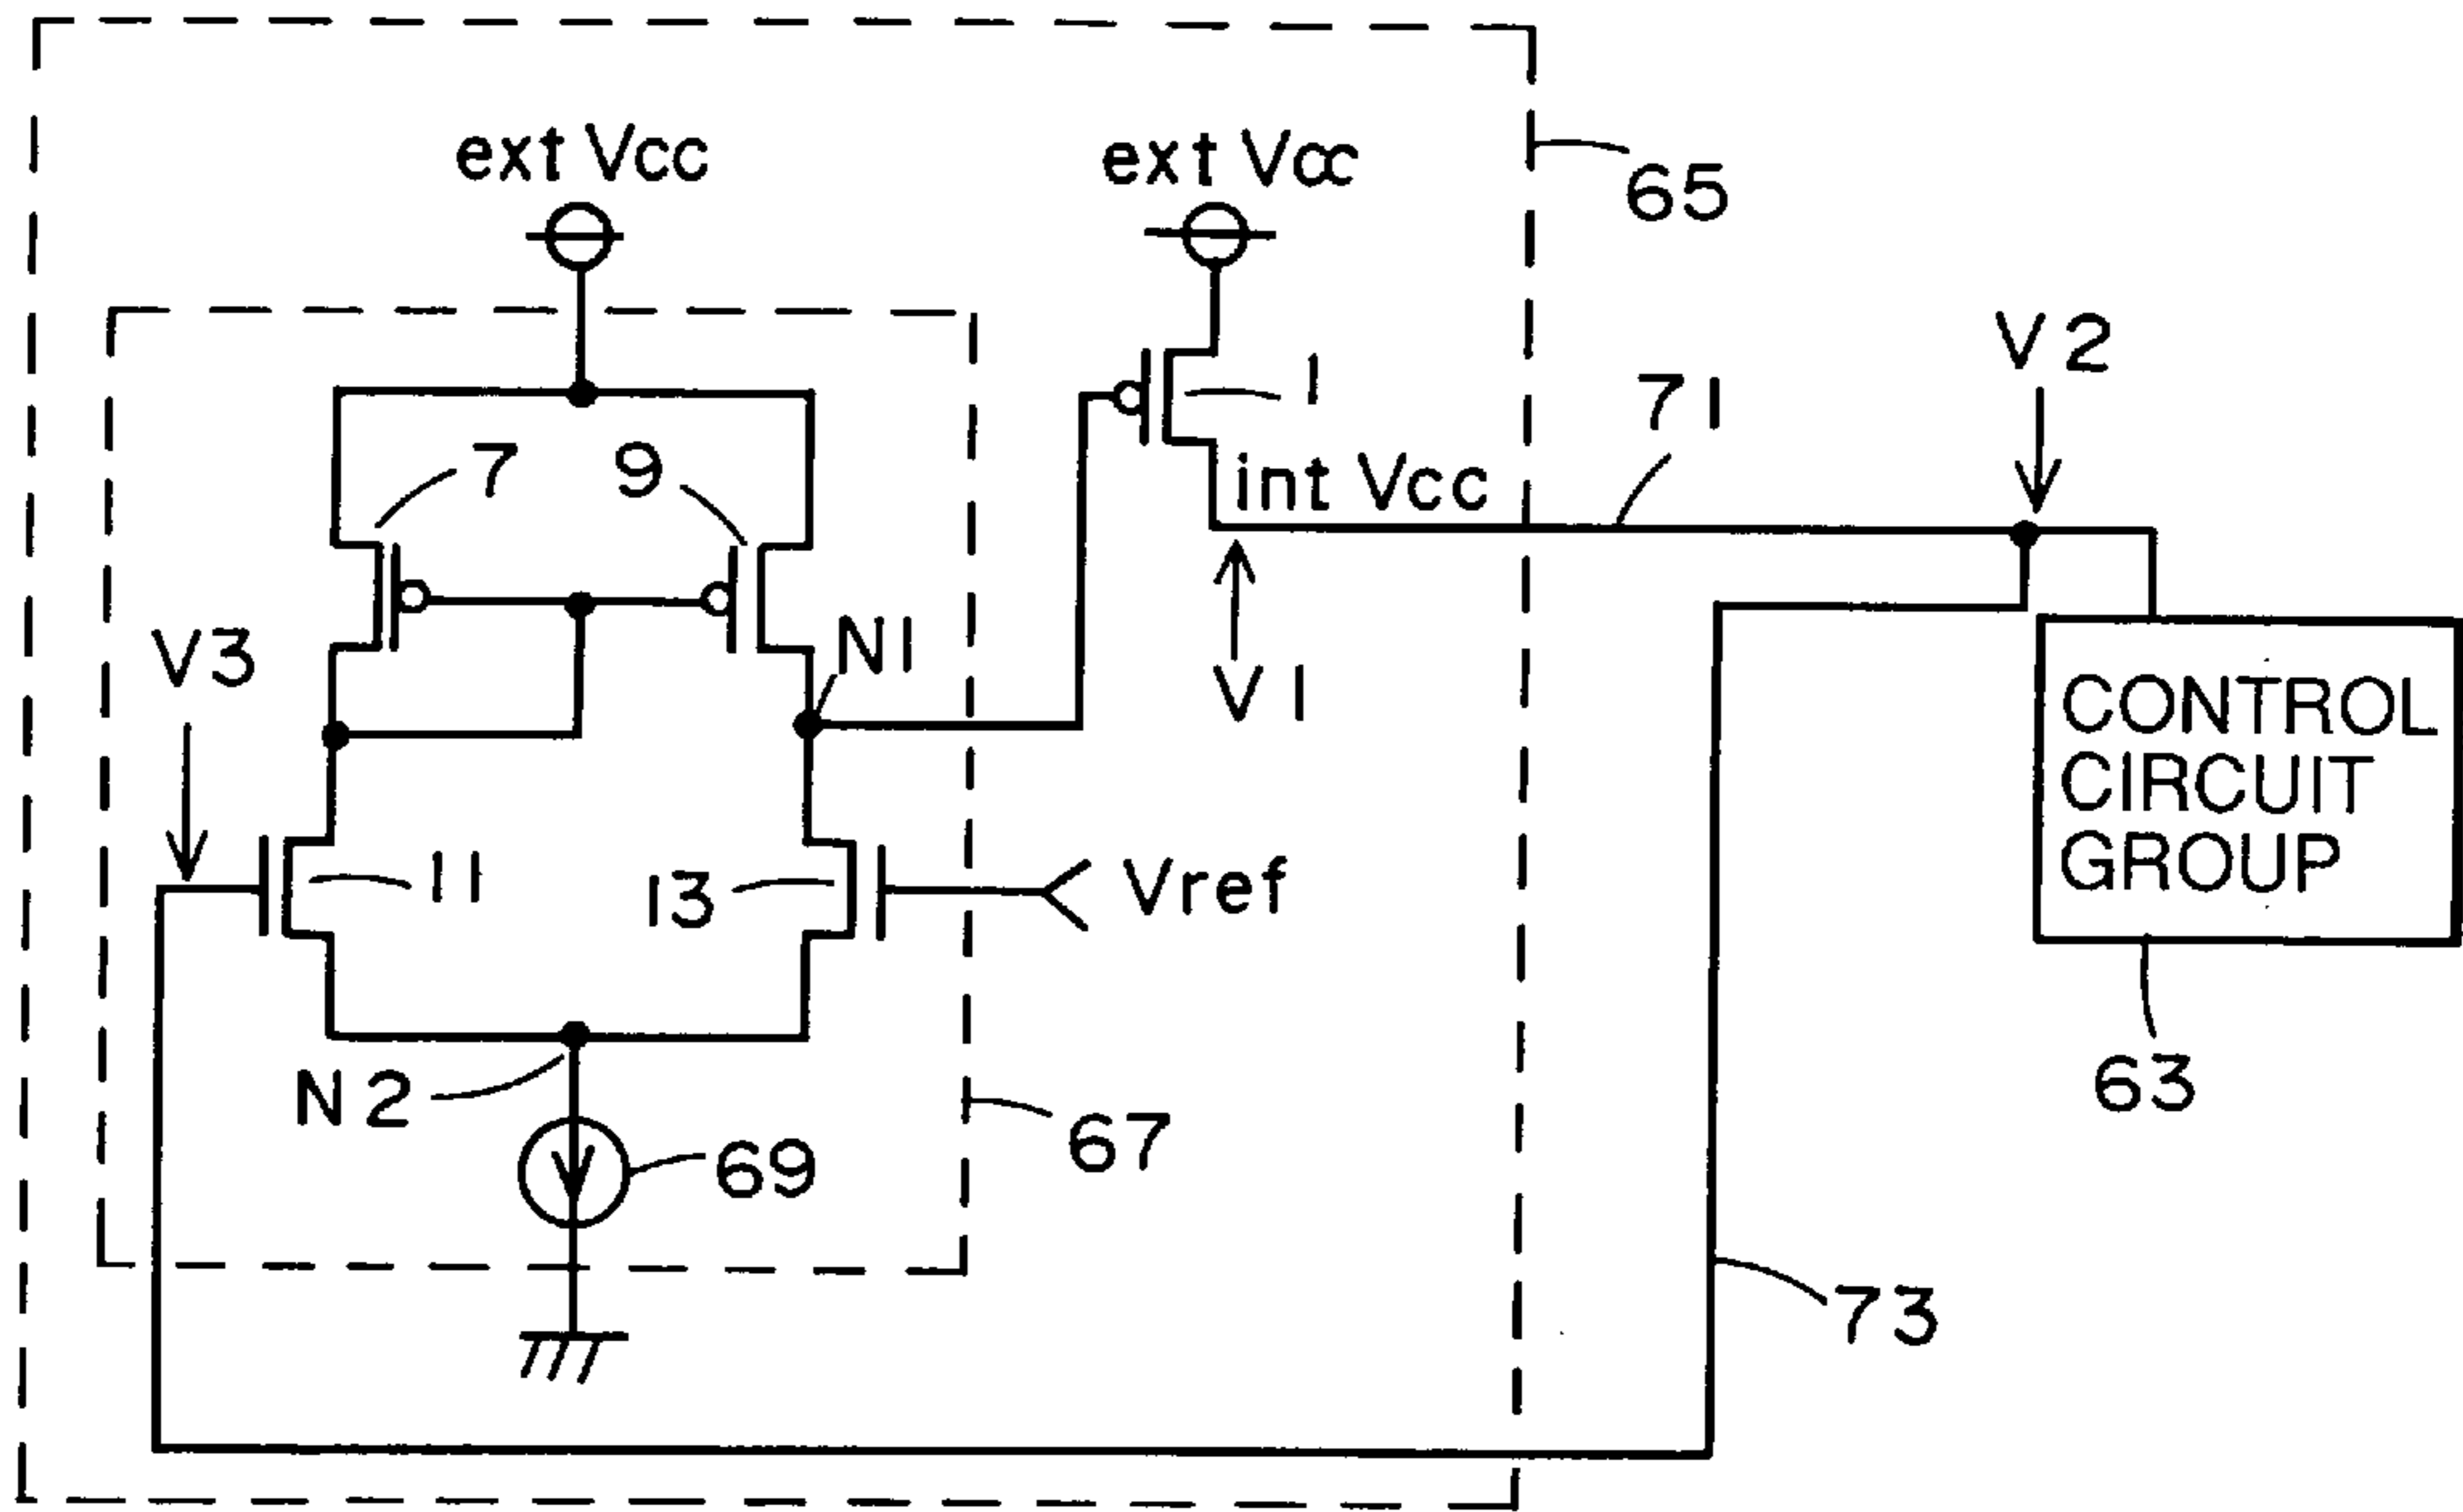 ext Vcc
ext Vcc
65
V2
1
71
7
9
int Vcc
V3
N1
V1
CONTROL
CIRCUIT
GROUP
11
13
Vref
N2
63
67
69
73